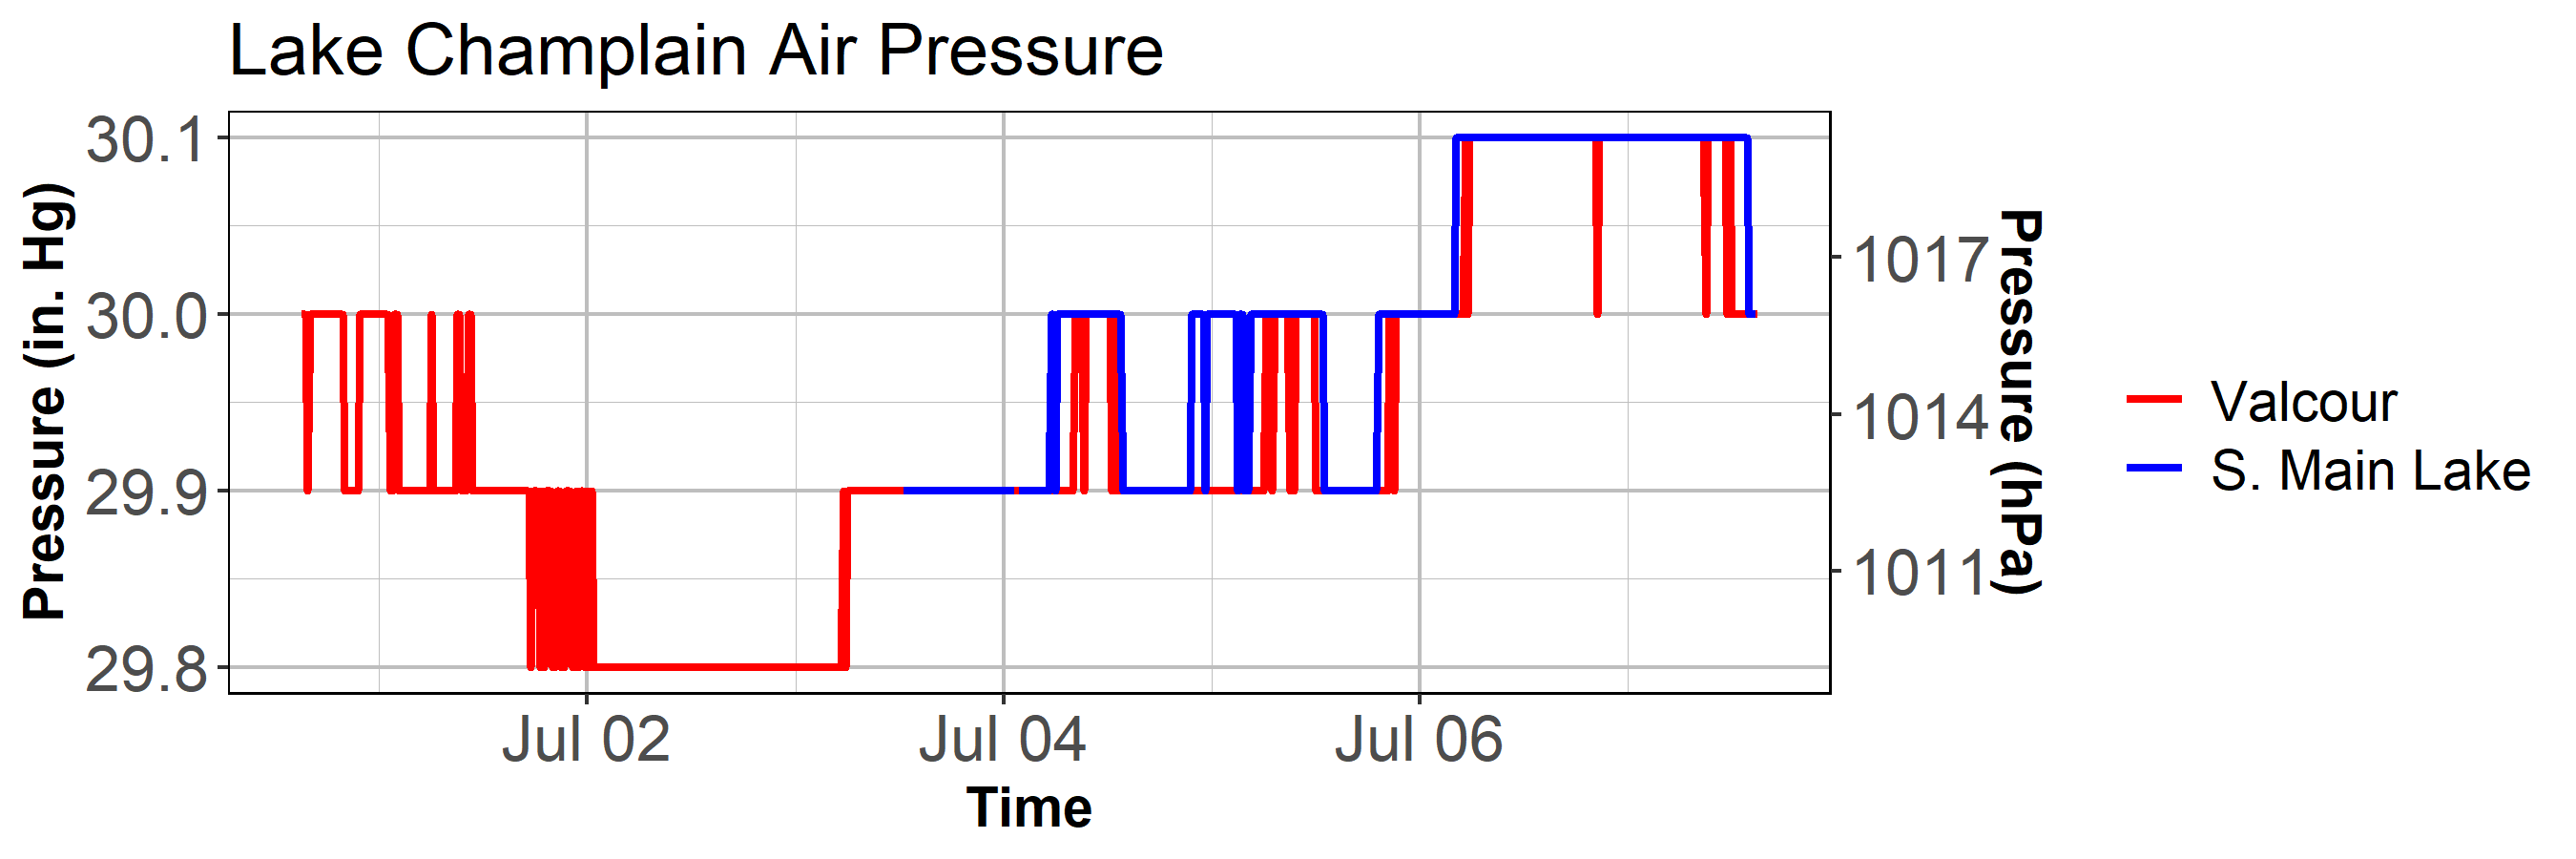 Lake Champlain Air Pressure
Pressure (in. Hg)
30.1
30.0
29.9
29.8
1017
1014
1011
Pressure (hPa)
Jul 02
Jul 04
Jul 06
Time
Valcour
S. Main Lake